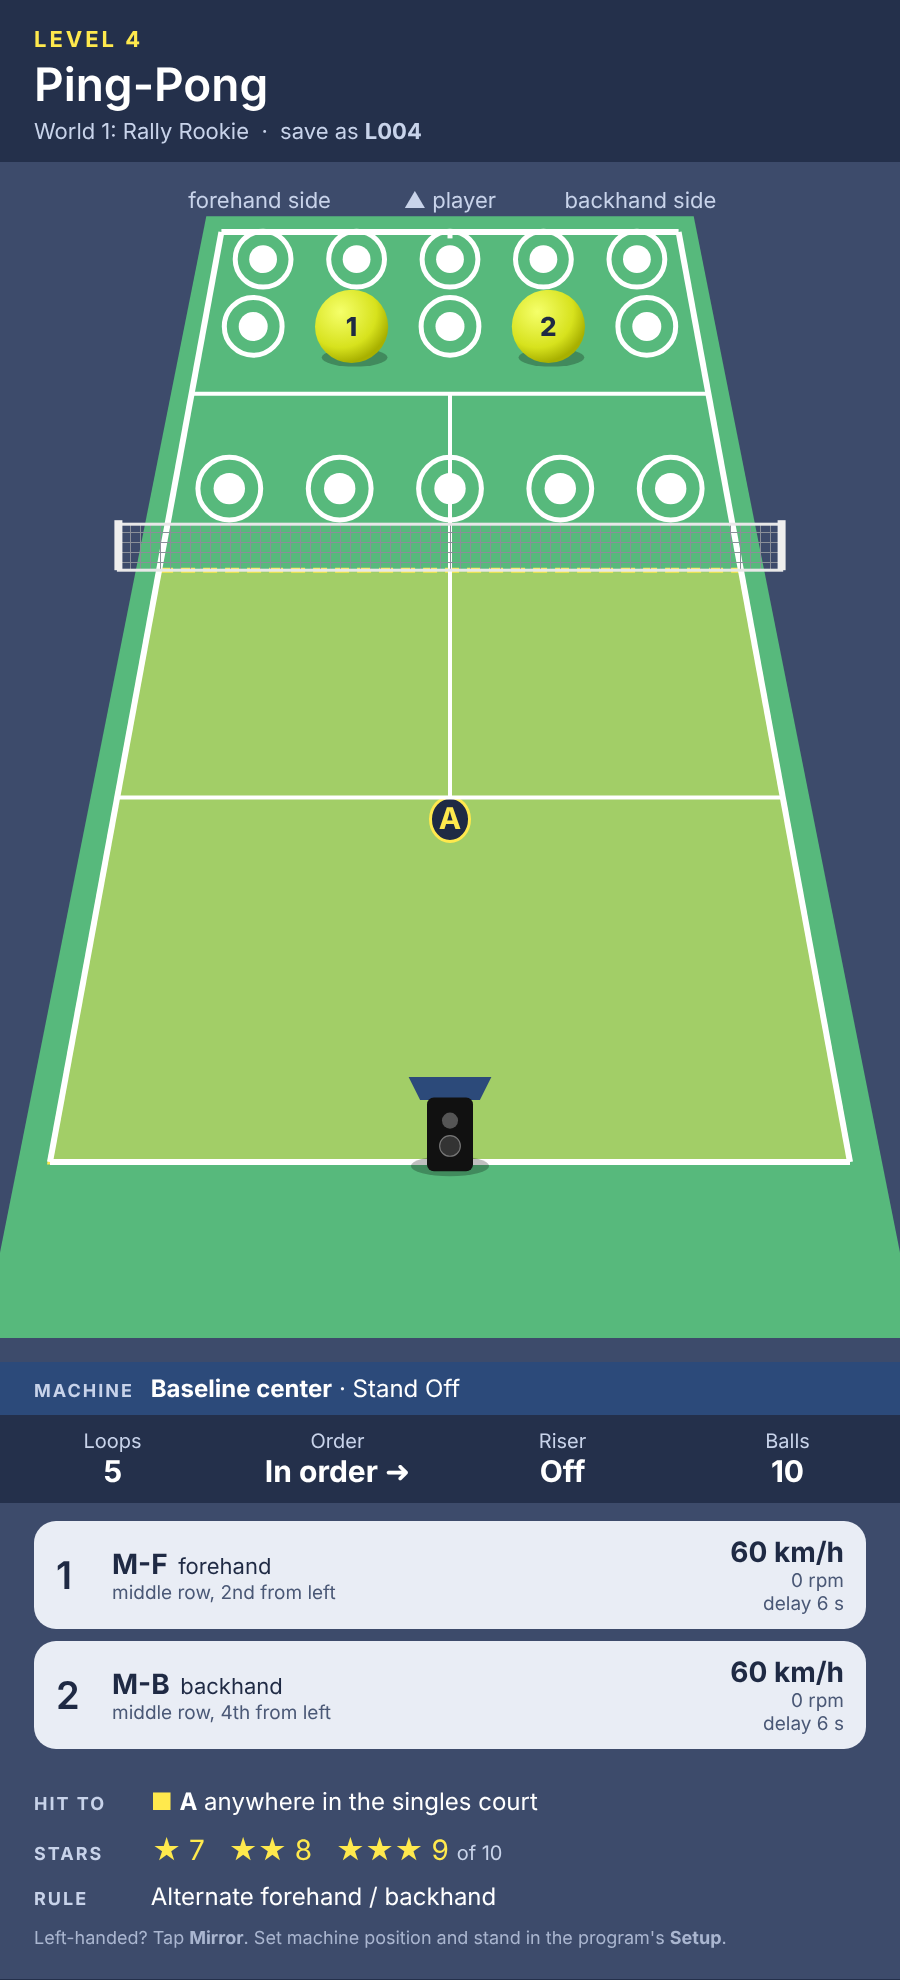 LEVEL 4
Ping-Pong
World 1: Rally Rookie · save as L004
forehand side ▲ player backhand side
1 2
A
MACHINE Baseline center · Stand Off
Loops Order Riser Balls
5 In order ➜ Off 10
1 M-F forehand 60 km/h
middle row, 2nd from left 0 rpm
delay 6 s
2 M-B backhand 60 km/h
middle row, 4th from left 0 rpm
delay 6 s
HIT TO ■ A anywhere in the singles court
STARS ★ 7 ★★ 8 ★★★ 9 of 10
RULE Alternate forehand / backhand
Left-handed? Tap Mirror. Set machine position and stand in the program's Setup.